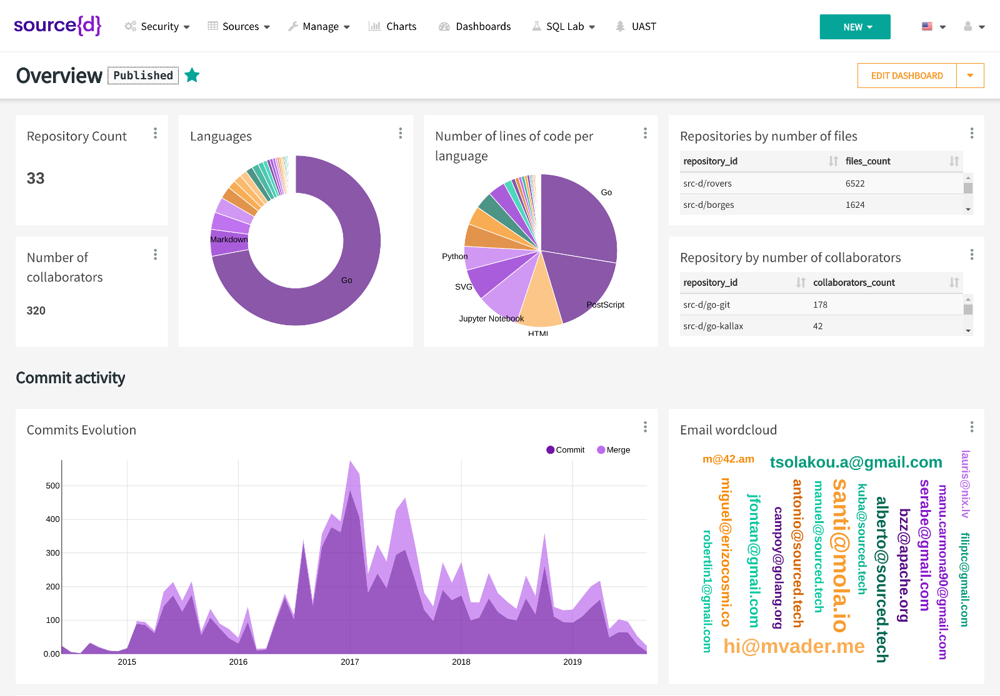 source{d}
Security
Sources
Manage
Charts
Dashboards
SQL Lab
UAST
NEW
Overview
Published
EDIT DASHBOARD
Repository Count
33
Number of
collaborators
320
Languages
Markdown
Go
Number of lines of code per
language
Go
Python
SVG
PostScript
Jupyter Notebook
HTML
Repositories by number of files
repository_id files_count
src-d/rovers 6522
src-d/borges 1624
Repository by number of collaborators
repository_id collaborators_count
src-d/go-git 178
src-d/go-kallax 42
Commit activity
Commits Evolution
Commit Merge
500
400
300
200
100
0.00
2015 2016 2017 2018 2019
Email wordcloud
m@42.am
tsolakou.a@gmail.com
lauris@nix.lv
miguel@erizocosmi.co
jfontan@gmail.com
campoy@golang.org
antonio@sourced.tech
manuel@sourced.tech
santi@mola.io
kuba@sourced.tech
alberto@sourced.tech
bzz@apache.org
serabe@gmail.com
manu.carmona90@gmail.com
filiptc@gmail.com
robertlin1@gmail.com
hi@mvader.me